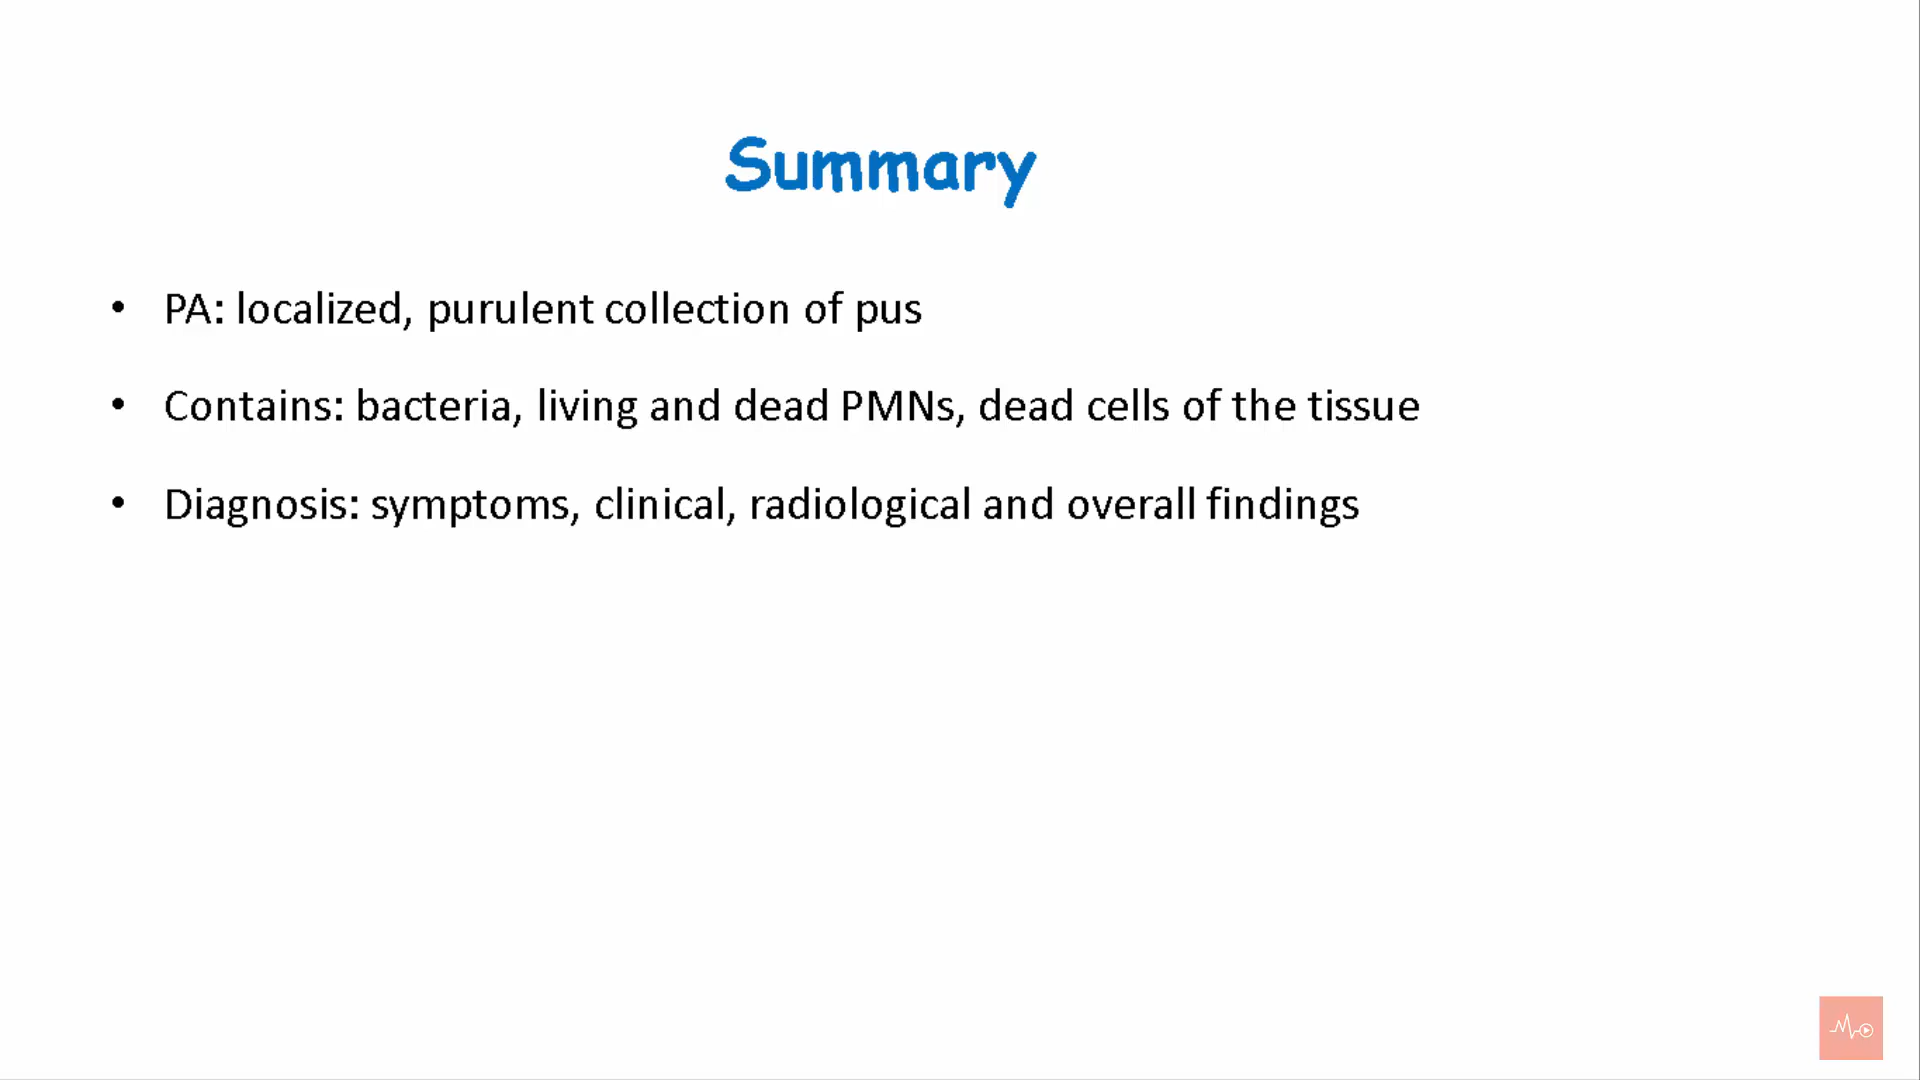 Summary
• PA: localized, purulent collection of pus
• Contains: bacteria, living and dead PMNs, dead cells of the tissue
• Diagnosis: symptoms, clinical, radiological and overall findings